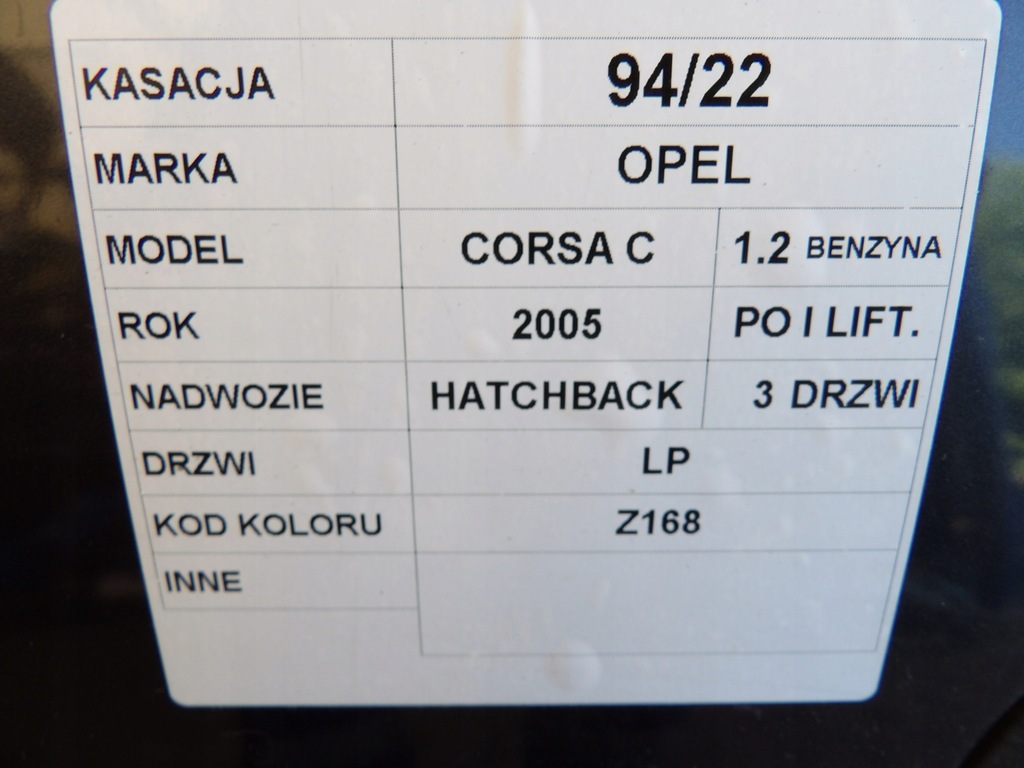 KASACJA 94/22
MARKA OPEL
MODEL CORSA C 1.2 BENZYNA
ROK 2005 PO I LIFT.
NADWOZIE HATCHBACK 3 DRZWI
DRZWI LP
KOD KOLORU Z168
INNE